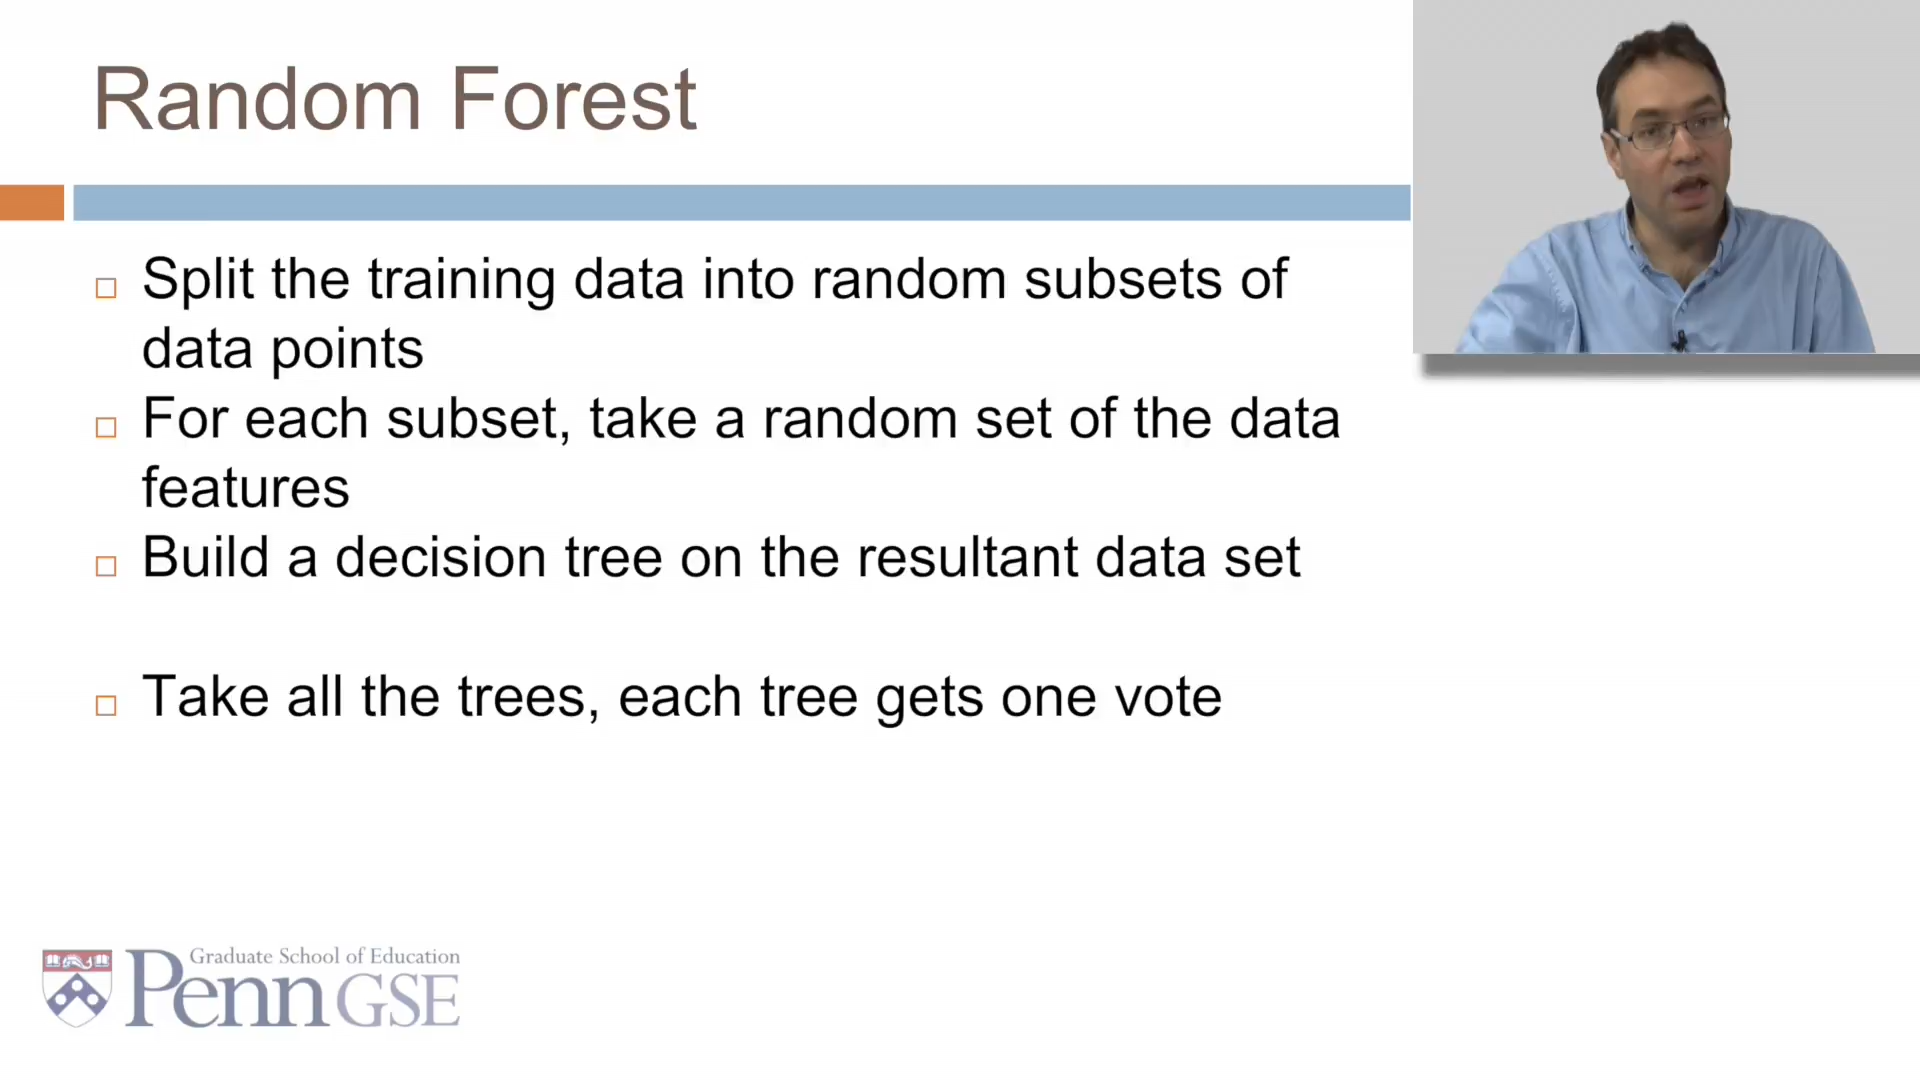 Random Forest
Split the training data into random subsets of
data points
For each subset, take a random set of the data
features
Build a decision tree on the resultant data set
Take all the trees, each tree gets one vote
Graduate School of Education
Penn GSE